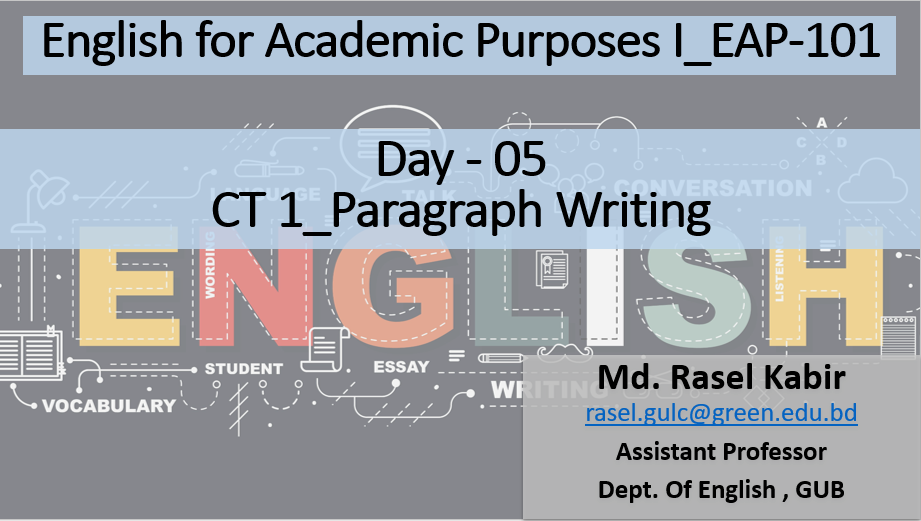 English for Academic Purposes I_EAP-101
Day - 05
CT 1_Paragraph Writing
A
C D
B
LANGUAGE
TALK
CONVERSATION
ENGLISH
WORDING
LISTENING
STUDENT
ESSAY
VOCABULARY
WRITING
Md. Rasel Kabir
rasel.gulc@green.edu.bd
Assistant Professor
Dept. Of English , GUB